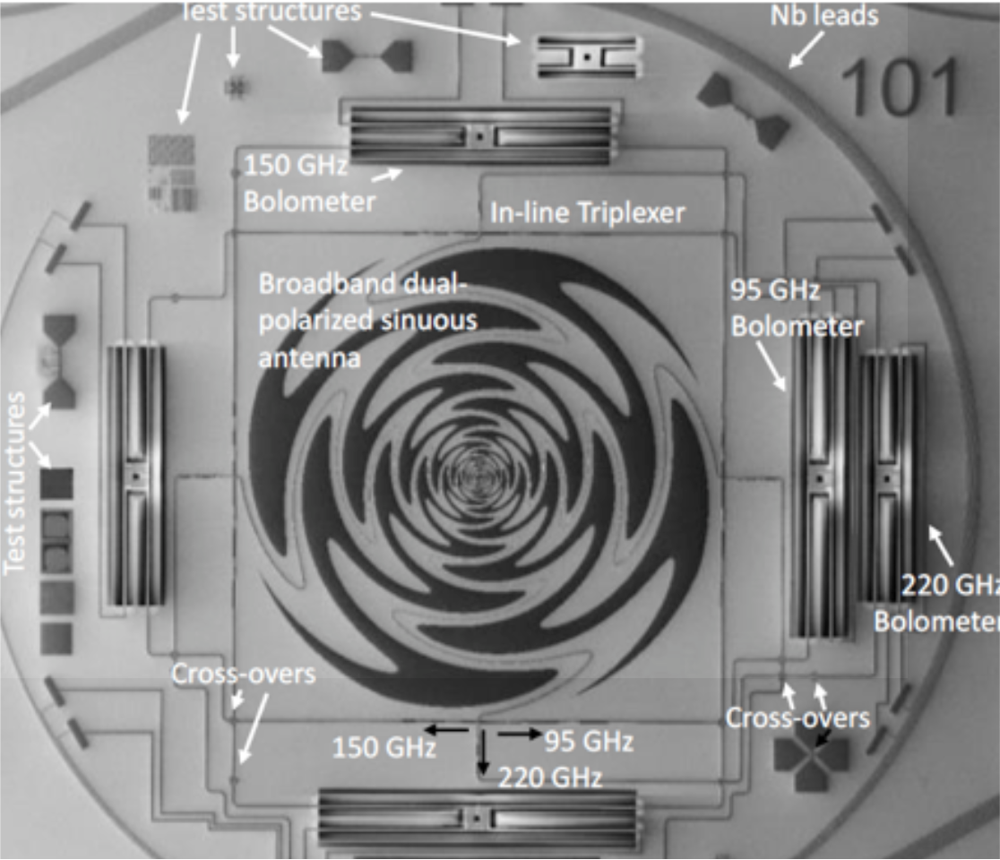 Test structures
Nb leads
101
150 GHz
Bolometer
In-line Triplexer
Broadband dual-
polarized sinuous
antenna
95 GHz
Bolometer
Test structures
220 GHz
Bolometer
Cross-overs
Cross-overs
150 GHz
95 GHz
220 GHz